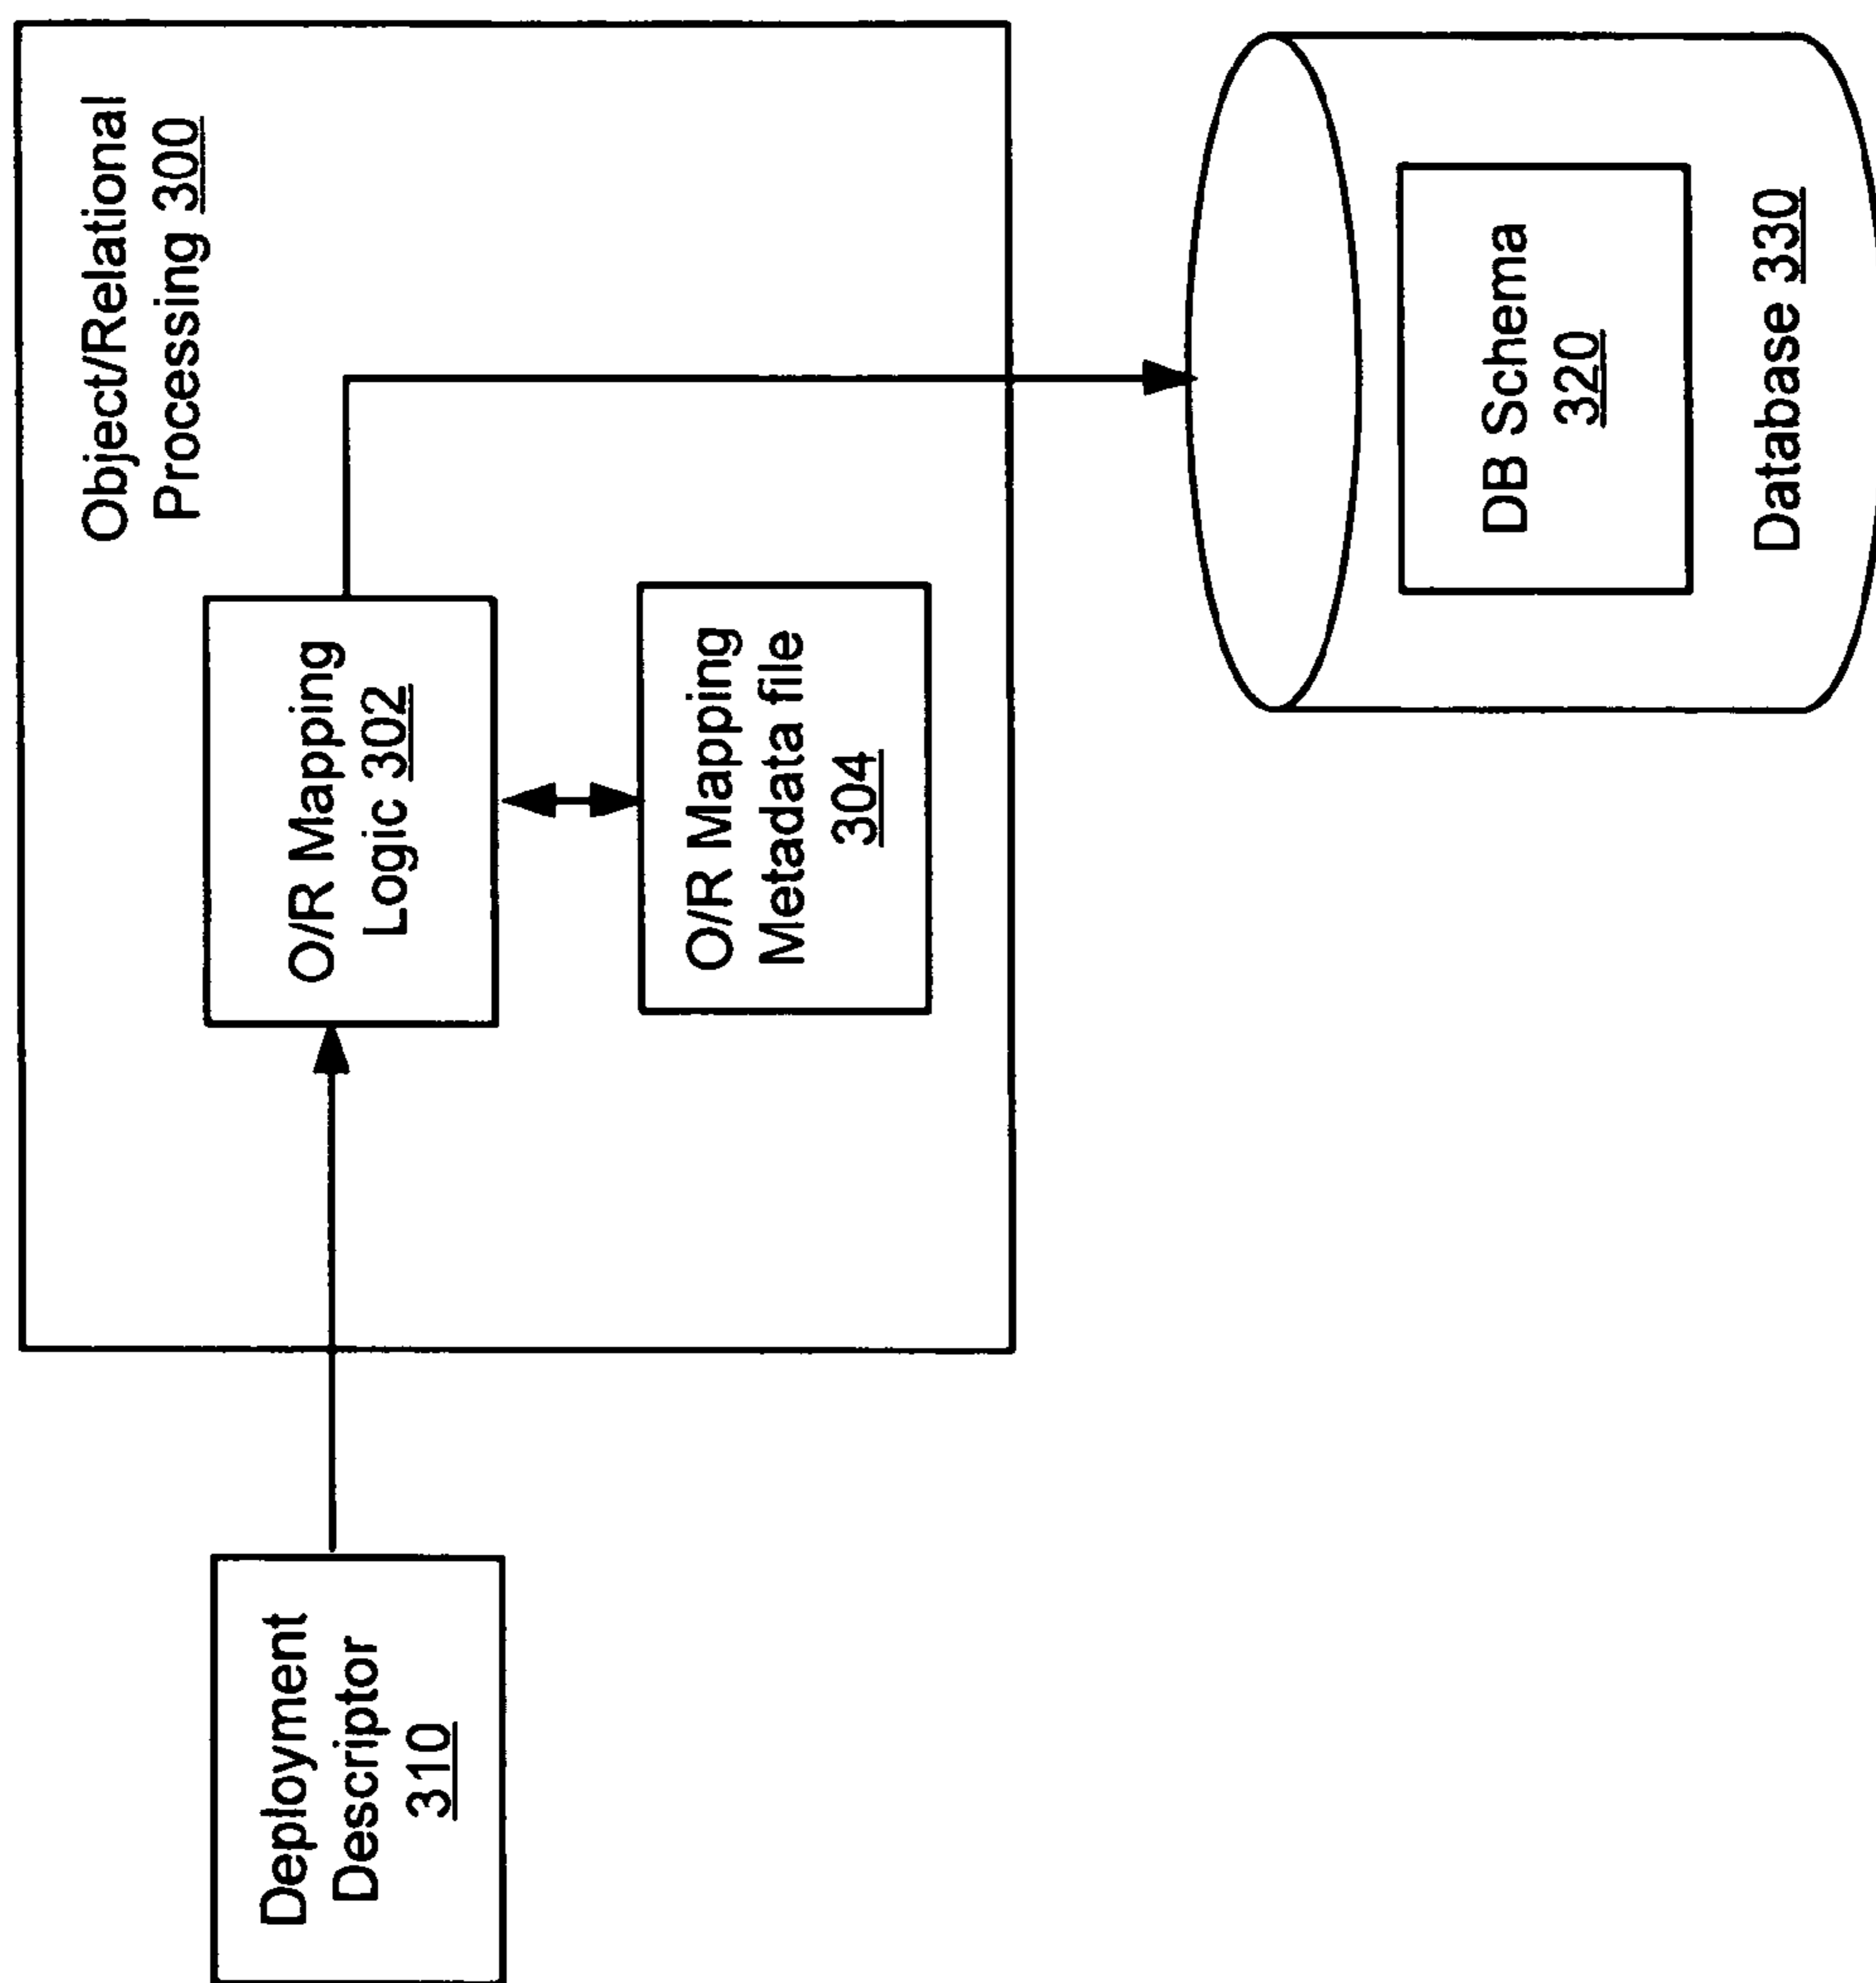 Object/Relational
Processing 300
Deployment
Descriptor
310
O/R Mapping
Logic 302
O/R Mapping
Metadata file
304
DB Schema
320
Database 330